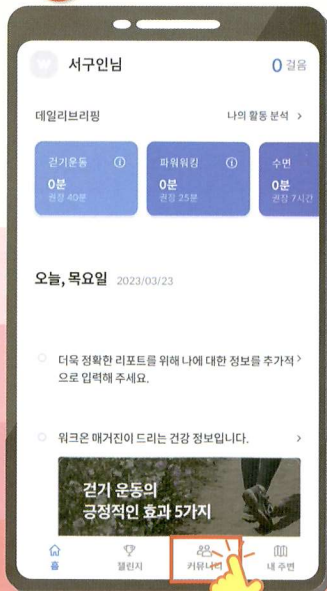 서구인님
0 걸음
데일리브리핑
나의 활동 분석 >
걷기운동
0분
권장 40분
파워워킹
0분
권장 25분
수면
0분
권장 7시간
오늘, 목요일 2023/03/23
더욱 정확한 리포트를 위해 나에 대한 정보를 추가적 >
으로 입력해 주세요.
워크온 매거진이 드리는 건강 정보입니다. >
걷기 운동의
긍정적인 효과 5가지
홈
챌린지
커뮤니티
내 주변